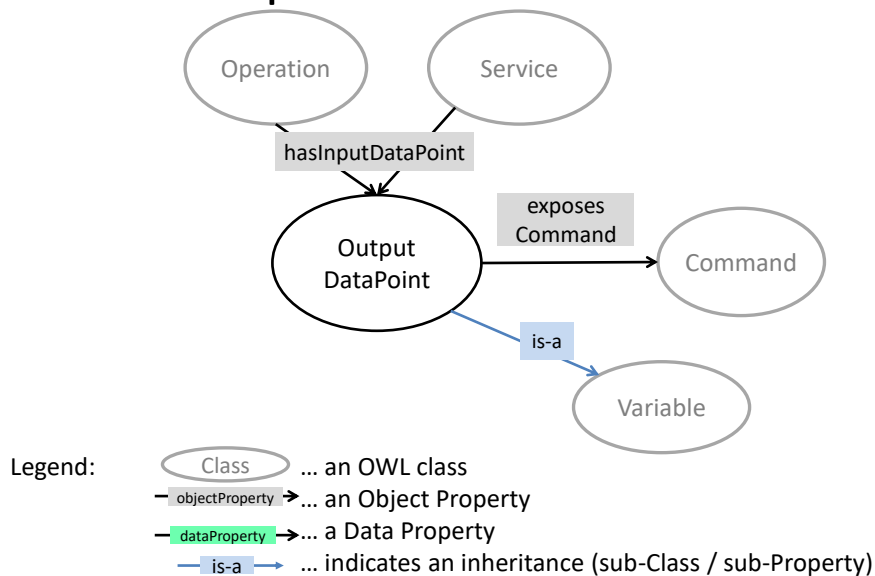 Operation
Service
hasInputDataPoint
exposes
Command
Output
DataPoint
Command
is-a
Variable
Legend:
Class
... an OWL class
objectProperty
... an Object Property
dataProperty
... a Data Property
is-a
... indicates an inheritance (sub-Class / sub-Property)